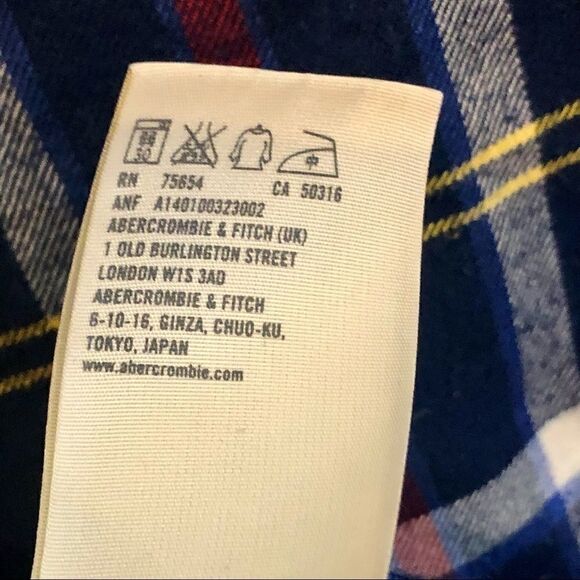 30
中
RN 75654 CA 50316
ANF A140100323002
ABERCROMBIE & FITCH (UK)
1 OLD BURLINGTON STREET
LONDON W1S 3AD
ABERCROMBIE & FITCH
6-10-16, GINZA, CHUO-KU,
TOKYO, JAPAN
www.abercrombie.com